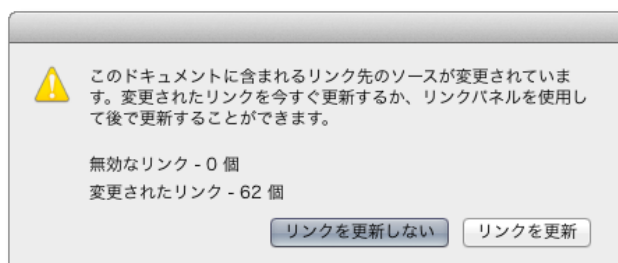 このドキュメントに含まれるリンク先のソースが変更されていま
す。変更されたリンクを今すぐ更新するか、リンクパネルを使用し
て後で更新することができます。
無効なリンク - 0 個
変更されたリンク - 62 個
リンクを更新しない
リンクを更新